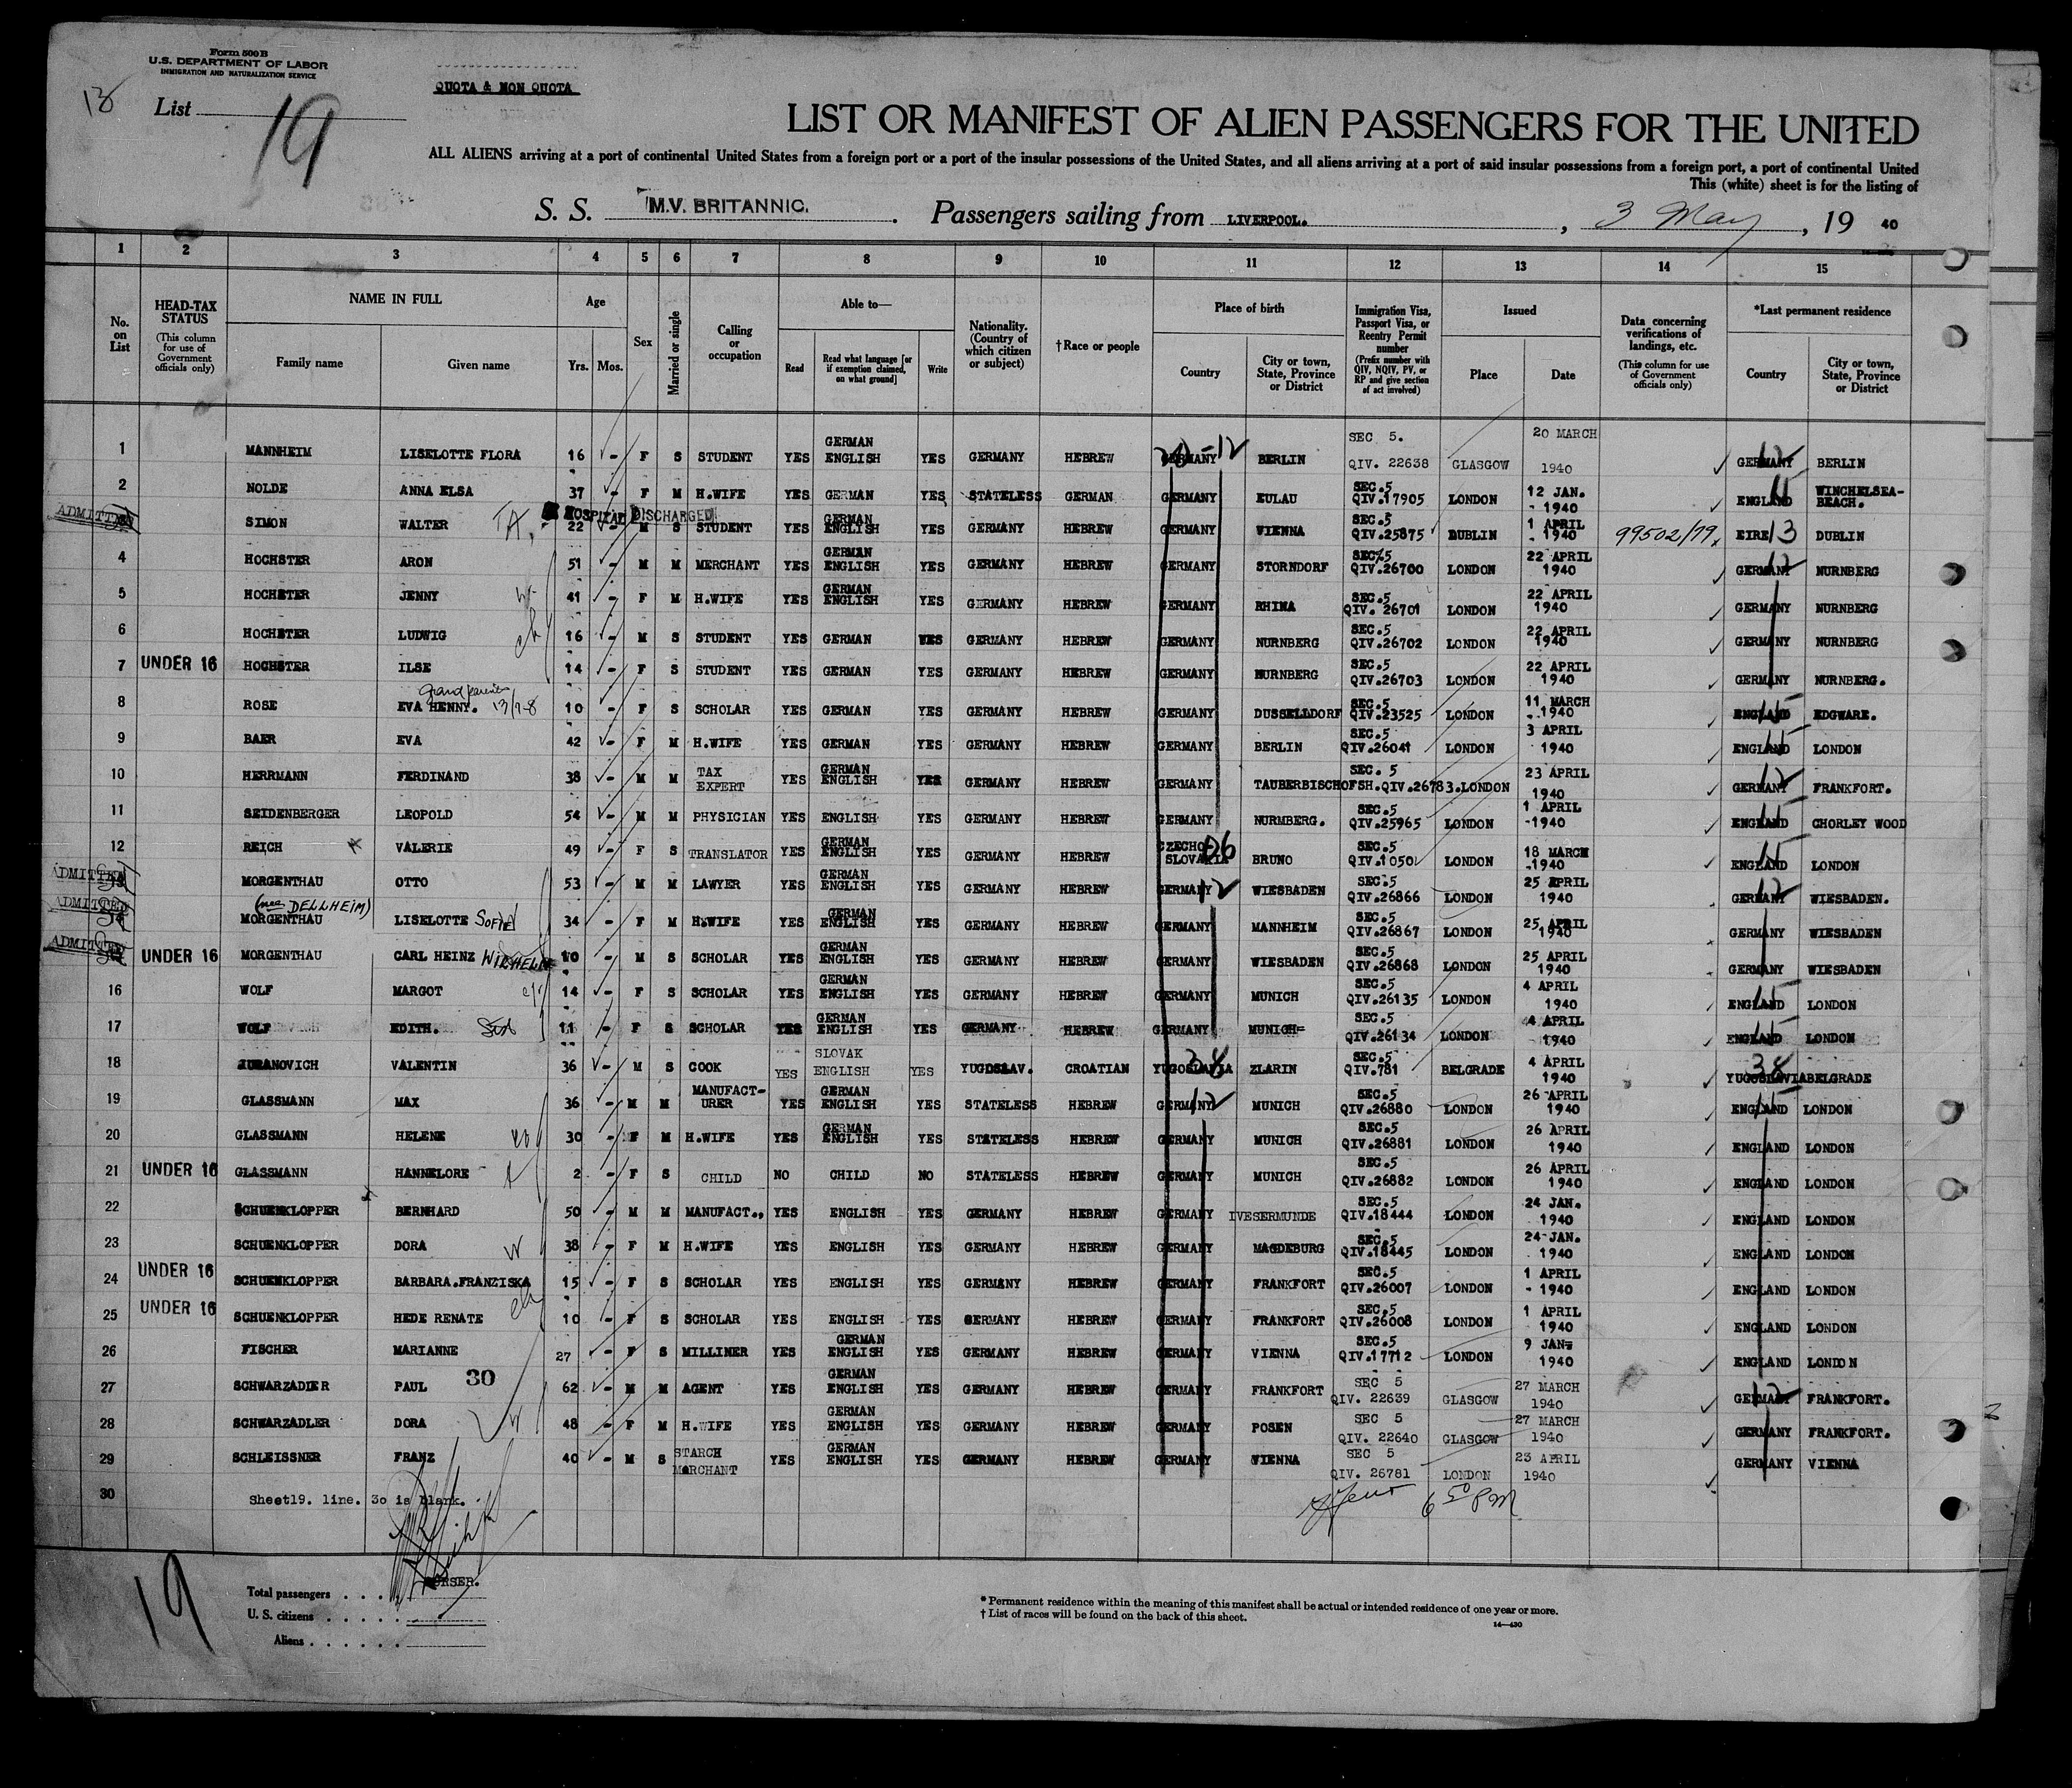 Form 500 B
U.S. DEPARTMENT OF LABOR
IMMIGRATION AND NATURALIZATION SERVICE
QUOTA & NON QUOTA
List 19
LIST OR MANIFEST OF ALIEN PASSENGERS FOR THE UNITED
ALL ALIENS arriving at a port of continental United States from a foreign port or a port of the insular possessions of the United States, and all aliens arriving at a port of said insular possessions from a foreign port, a port of continental United
This (white) sheet is for the listing of
S. S. M.V. BRITANNIC. Passengers sailing from LIVERPOOL. , 3 May , 19 40
1 2 3 4 5 6 7 8 9 10 11 12 13 14 15
No. on List
HEAD-TAX STATUS (This column for use of Government officials only)
NAME IN FULL
Family name Given name
Age
Yrs. Mos.
Sex
Married or single
Calling or occupation
Able to—
Read Read what language [or if exemption claimed, on what ground] Write
Nationality. (Country of which citizen or subject)
†Race or people
Place of birth
Country City or town, State, Province or District
Immigration Visa, Passport Visa, or Reentry Permit number (Prefix number with QIV, NQIV, PV, or RP and give section of act involved)
Issued
Place Date
Data concerning verifications of landings, etc. (This column for use of Government officials only)
*Last permanent residence
Country City or town, State, Province or District
1 MANNHEIM LISELOTTE FLORA 16 - F S STUDENT YES GERMAN ENGLISH YES GERMANY HEBREW GERMANY BERLIN SEC 5. QIV. 22638 GLASGOW 20 MARCH 1940 GERMANY BERLIN
2 NOLDE ANNA ELSA 37 - F M H.WIFE YES GERMAN YES STATELESS GERMAN GERMANY EULAU SEC.5 QIV.17905 LONDON 12 JAN. 1940 ENGLAND WINCHELSEA-BEACH.
ADMITTED SIMON WALTER HOSPITAL DISCHARGED 22 - M S STUDENT YES GERMAN ENGLISH YES GERMANY HEBREW GERMANY VIENNA SEC.5 QIV.25875 DUBLIN 1 APRIL 1940 99502/79 EIRE 13 DUBLIN
4 HOCHSTER ARON 51 - M M MERCHANT YES GERMAN ENGLISH YES GERMANY HEBREW GERMANY STORNDORF SEC.5 QIV.26700 LONDON 22 APRIL 1940 GERMANY NURNBERG
5 HOCHSTER JENNY 41 - F M H.WIFE YES GERMAN ENGLISH YES GERMANY HEBREW GERMANY RHINA SEC.5 QIV. 26701 LONDON 22 APRIL 1940 GERMANY NURNBERG
6 HOCHSTER LUDWIG 16 - M S STUDENT YES GERMAN YES GERMANY HEBREW GERMANY NURNBERG SEC.5 QIV.26702 LONDON 22 APRIL 1940 GERMANY NURNBERG
7 UNDER 16 HOCHSTER ILSE 14 - F S STUDENT YES GERMAN YES GERMANY HEBREW GERMANY NURNBERG SEC.5 QIV.26703 LONDON 22 APRIL 1940 GERMANY NURNBERG.
8 ROSE EVA HENNY. 10 - F S SCHOLAR YES GERMAN YES GERMANY HEBREW GERMANY DUSSELLDORF SEC.5 QIV.23525 LONDON 11 MARCH 1940 ENGLAND EDGWARE.
9 BAER EVA 42 - F M H.WIFE YES GERMAN YES GERMANY HEBREW GERMANY BERLIN SEC.5 QIV.26041 LONDON 3 APRIL 1940 ENGLAND LONDON
10 HERRMANN FERDINAND 38 - M M TAX EXPERT YES GERMAN ENGLISH YES GERMANY HEBREW GERMANY TAUBERBISCHOFSH. SEC. 5 QIV.26783. LONDON 23 APRIL 1940 GERMANY FRANKFORT.
11 SEIDENBERGER LEOPOLD 54 - M M PHYSICIAN YES ENGLISH YES GERMANY HEBREW GERMANY NURMBERG. SEC.5 QIV.25965 LONDON 1 APRIL 1940 ENGLAND CHORLEY WOOD
12 REICH VALERIE 49 - F S TRANSLATOR YES GERMAN ENGLISH YES GERMANY HEBREW CZECHO SLOVAKIA BRUNO SEC.5 QIV.1050 LONDON 18 MARCH 1940 ENGLAND LONDON
ADMITTED MORGENTHAU OTTO 53 - M M LAWYER YES GERMAN ENGLISH YES GERMANY HEBREW GERMANY WIESBADEN SEC.5 QIV.26866 LONDON 25 APRIL 1940 GERMANY WIESBADEN.
ADMITTED (nee DELLHEIM) MORGENTHAU LISELOTTE SOFIE 34 - F M H.WIFE YES GERMAN ENGLISH YES GERMANY HEBREW GERMANY MANNHEIM SEC.5 QIV.26867 LONDON 25 APRIL 1940 GERMANY WIESBADEN
ADMITTED UNDER 16 MORGENTHAU CARL HEINZ WILHELM 10 - M S SCHOLAR YES GERMAN ENGLISH YES GERMANY HEBREW GERMANY WIESBADEN SEC.5 QIV.26868 LONDON 25 APRIL 1940 GERMANY WIESBADEN
16 WOLF MARGOT 14 - F S SCHOLAR YES GERMAN ENGLISH YES GERMANY HEBREW GERMANY MUNICH SEC.5 QIV.26135 LONDON 4 APRIL 1940 ENGLAND LONDON
17 WOLF EDITH. 11 - F S SCHOLAR YES GERMAN ENGLISH YES GERMANY HEBREW GERMANY MUNICH SEC.5 QIV.26134 LONDON 4 APRIL 1940 ENGLAND LONDON
18 JURANOVICH VALENTIN 36 - M S COOK YES SLOVAK ENGLISH YES YUGOSLAV. CROATIAN YUGOSLAVIA ZLARIN SEC.5 QIV.781 BELGRADE 4 APRIL 1940 YUGOSLAVIA BELGRADE
19 GLASSMANN MAX 36 - M M MANUFACT-URER YES GERMAN ENGLISH YES STATELESS HEBREW GERMANY MUNICH SEC.5 QIV.26880 LONDON 26 APRIL 1940 ENGLAND LONDON
20 GLASSMANN HELENE 30 - F M H.WIFE YES GERMAN ENGLISH YES STATELESS HEBREW GERMANY MUNICH SEC.5 QIV.26881 LONDON 26 APRIL 1940 ENGLAND LONDON
21 UNDER 16 GLASSMANN HANNELORE 2 - F S CHILD NO CHILD NO STATELESS HEBREW GERMANY MUNICH SEC.5 QIV.26882 LONDON 26 APRIL 1940 ENGLAND LONDON
22 SCHUENKLOPPER BERNHARD 50 - M M MANUFACT., YES ENGLISH YES GERMANY HEBREW GERMANY IVESERMUNDE SEC.5 QIV.18444 LONDON 24 JAN. 1940 ENGLAND LONDON
23 SCHUENKLOPPER DORA 38 - F M H.WIFE YES ENGLISH YES GERMANY HEBREW GERMANY MAGDEBURG SEC.5 QIV.18445 LONDON 24 JAN. 1940 ENGLAND LONDON
24 UNDER 16 SCHUENKLOPPER BARBARA.FRANZISKA 15 - F S SCHOLAR YES ENGLISH YES GERMANY HEBREW GERMANY FRANKFORT SEC.5 QIV.26007 LONDON 1 APRIL 1940 ENGLAND LONDON
25 UNDER 16 SCHUENKLOPPER HEDE RENATE 10 - F S SCHOLAR YES ENGLISH YES GERMANY HEBREW GERMANY FRANKFORT SEC.5 QIV.26008 LONDON 1 APRIL 1940 ENGLAND LONDON
26 FISCHER MARIANNE 27 - F S MILLINER YES GERMAN ENGLISH YES GERMANY HEBREW GERMANY VIENNA SEC.5 QIV.17712 LONDON 9 JAN 1940 ENGLAND LONDON
27 SCHWARZADLER PAUL 30 62 - M M AGENT YES GERMAN ENGLISH YES GERMANY HEBREW GERMANY FRANKFORT SEC 5 QIV. 22639 GLASGOW 27 MARCH 1940 GERMANY FRANKFORT.
28 SCHWARZADLER DORA 48 - F M H.WIFE YES GERMAN ENGLISH YES GERMANY HEBREW GERMANY POSEN SEC 5 QIV. 22640 GLASGOW 27 MARCH 1940 GERMANY FRANKFORT.
29 SCHLEISSNER FRANZ 40 - M S STARCH MARCHANT YES GERMAN ENGLISH YES GERMANY HEBREW GERMANY VIENNA SEC 5 QIV. 26781 LONDON 23 APRIL 1940 GERMANY VIENNA
30 Sheet19. line. 30 is blank.
6 50 PM
PURSER.
19
Total passengers
U. S. citizens
Aliens
* Permanent residence within the meaning of this manifest shall be actual or intended residence of one year or more.
† List of races will be found on the back of this sheet.
14—430